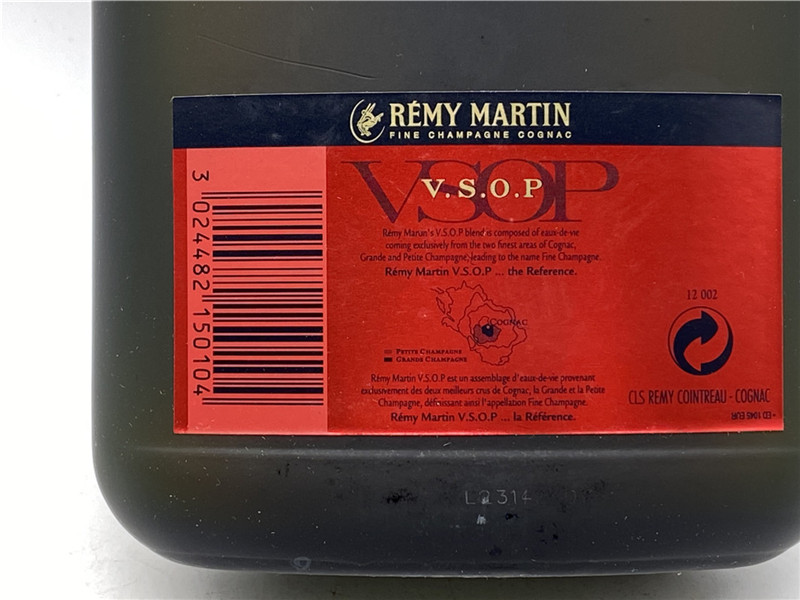 RÉMY MARTIN
FINE CHAMPAGNE COGNAC
VSOP
V.S.O.P
Rémy Martin's V.S.O.P blend is composed of eaux-de-vie
coming exclusively from the two finest areas of Cognac,
Grande and Petite Champagne, leading to the name Fine Champagne.
Rémy Martin V.S.O.P ... the Reference.
COGNAC
PETITE CHAMPAGNE
GRANDE CHAMPAGNE
Rémy Martin V.S.O.P est un assemblage d'eaux-de-vie provenant
exclusivement des deux meilleurs crus de Cognac, la Grande et la Petite
Champagne, définissant ainsi l'appellation Fine Champagne.
Rémy Martin V.S.O.P ... la Référence.
3 024482 150104
12 002
CLS REMY COINTREAU - COGNAC
L2314